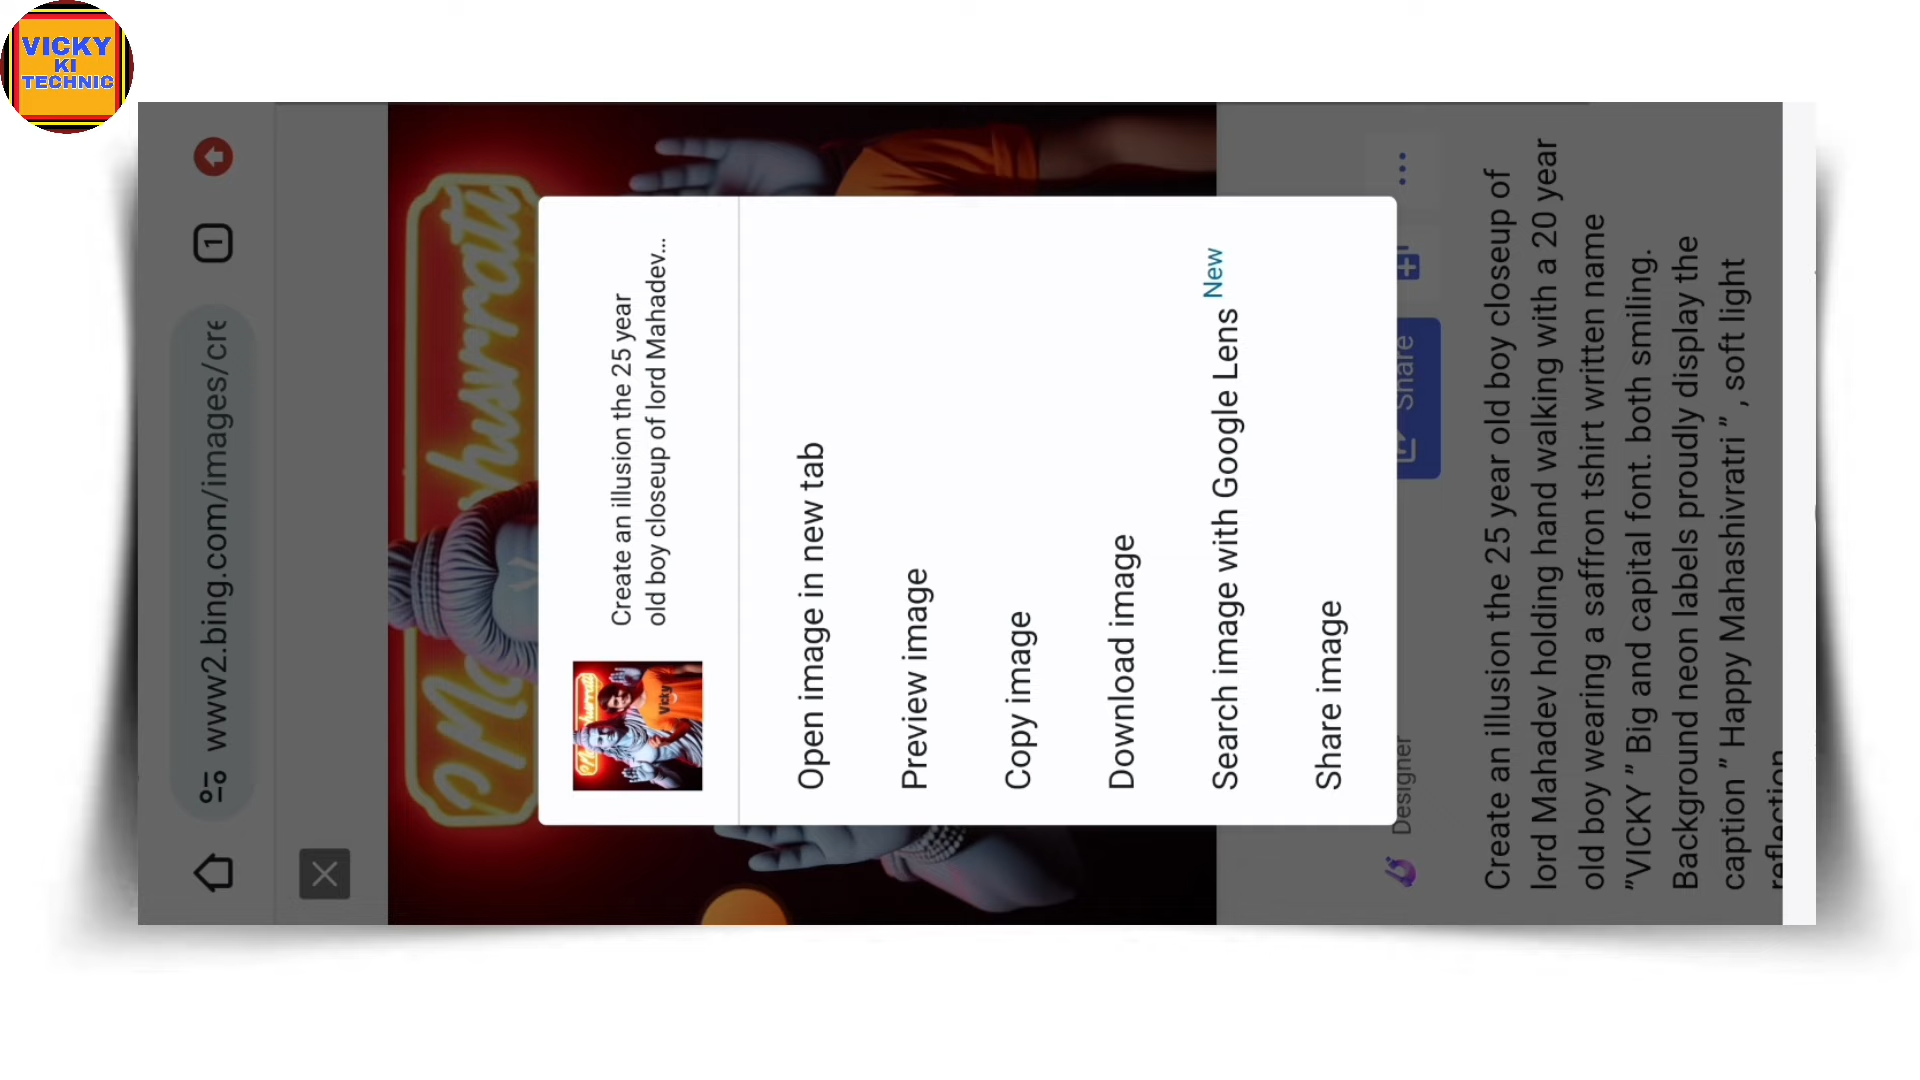 VICKY
KI
TECHNIC
www2.bing.com/images/cre
1
Create an illusion the 25 year
old boy closeup of lord Mahadev...
Open image in new tab
Preview image
Copy image
Download image
Search image with Google Lens New
Share image
Vicky
Designer
Share
Create an illusion the 25 year old boy closeup of
lord Mahadev holding hand walking with a 20 year
old boy wearing a saffron tshirt written name
"VICKY " Big and capital font. both smiling.
Background neon labels proudly display the
caption " Happy Mahashivratri" , soft light
reflection